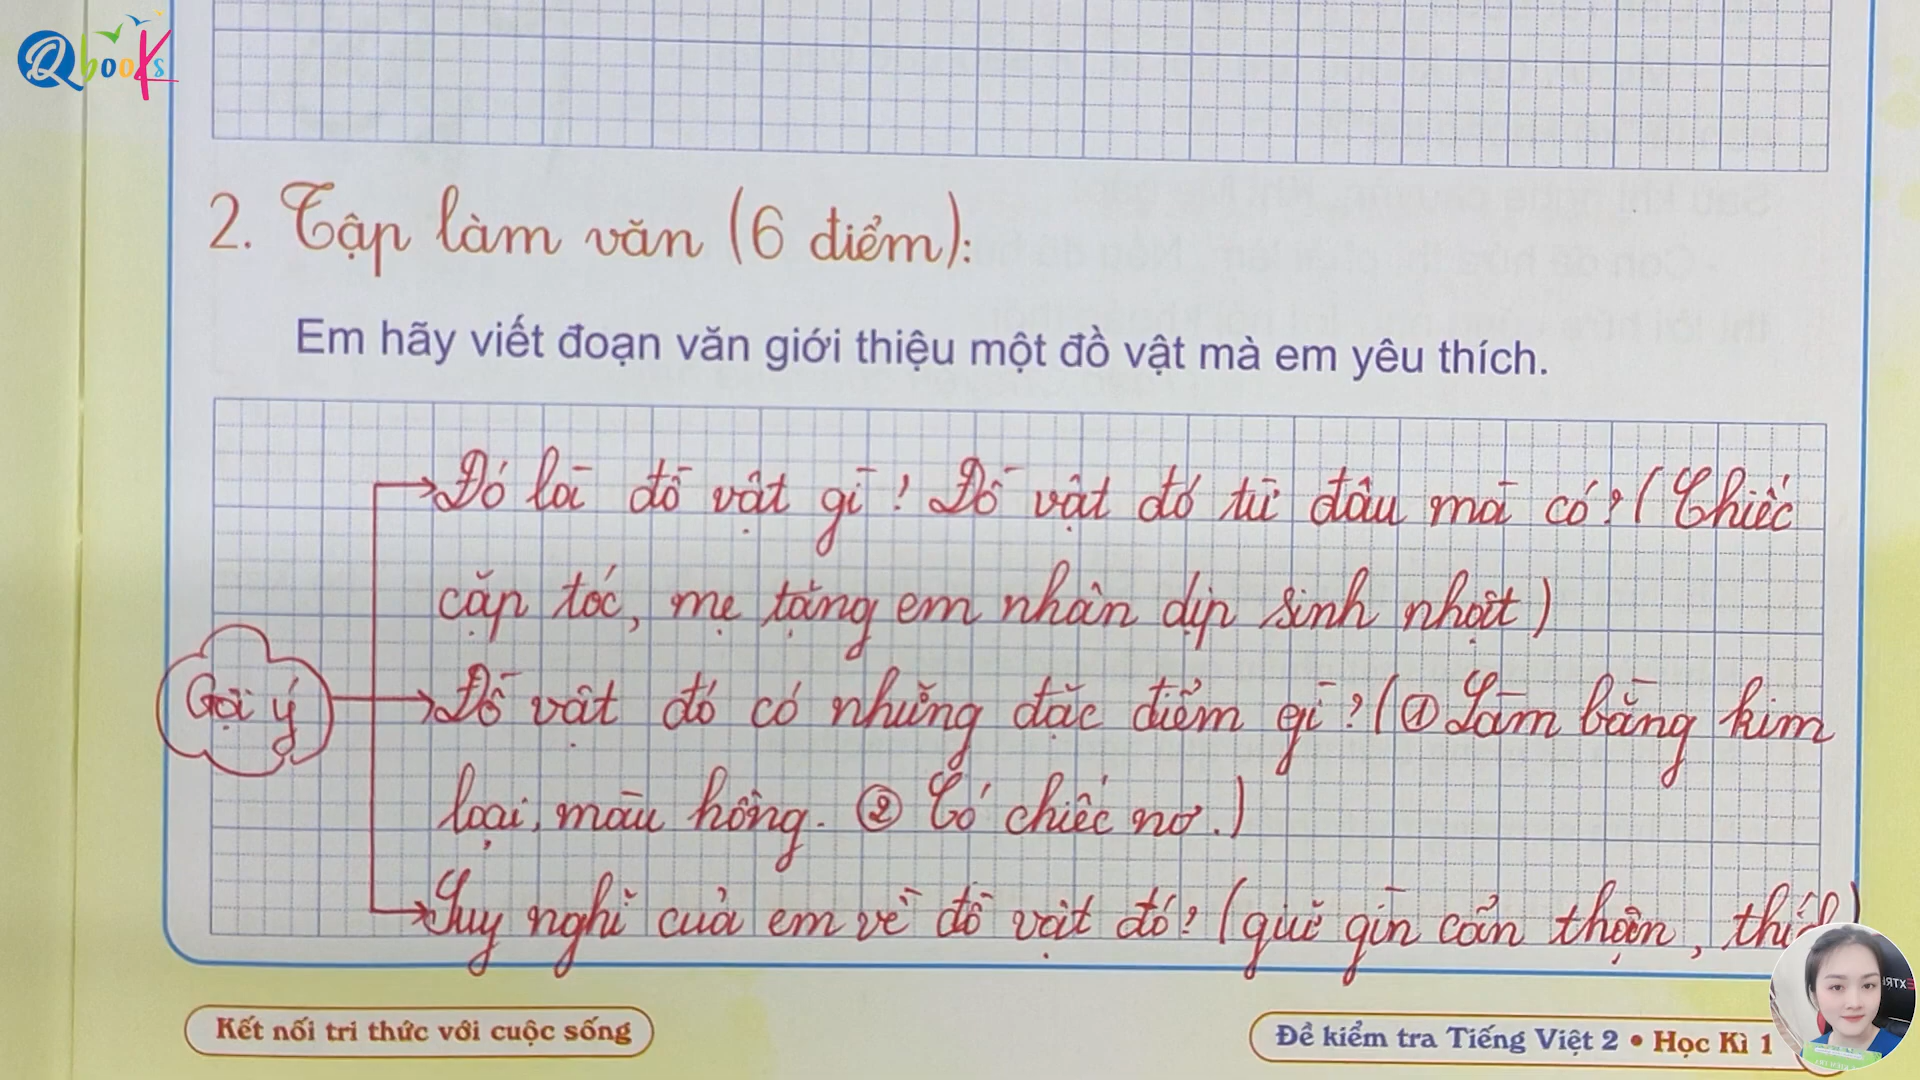 Qbooks
2. Tập làm văn (6 điểm):
Em hãy viết đoạn văn giới thiệu một đồ vật mà em yêu thích.
Đó là đồ vật gì? Đồ vật đó từ đâu mà có? (Chiếc
cặp tóc, mẹ tặng em nhân dịp sinh nhật)
Gợi ý
Đồ vật đó có những đặc điểm gì? (① Làm bằng kim
loại, màu hồng. ② Có chiếc nơ.)
Suy nghĩ của em về đồ vật đó? (giữ gìn cẩn thận,
Kết nối tri thức với cuộc sống
Đề kiểm tra Tiếng Việt 2 • Học Kì 1